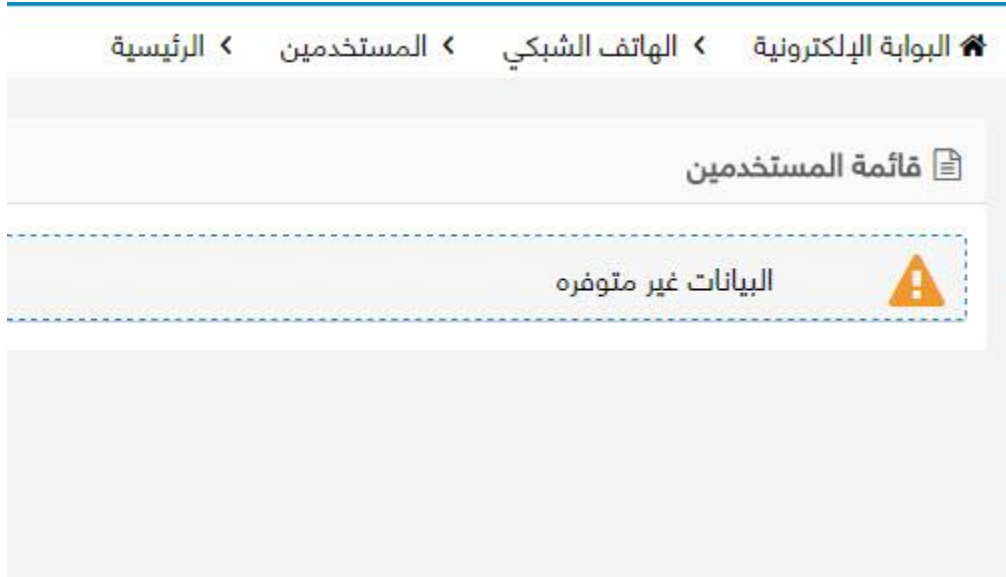 البوابة الإلكترونية › الهاتف الشبكي › المستخدمين › الرئيسية
قائمة المستخدمين
البيانات غير متوفره